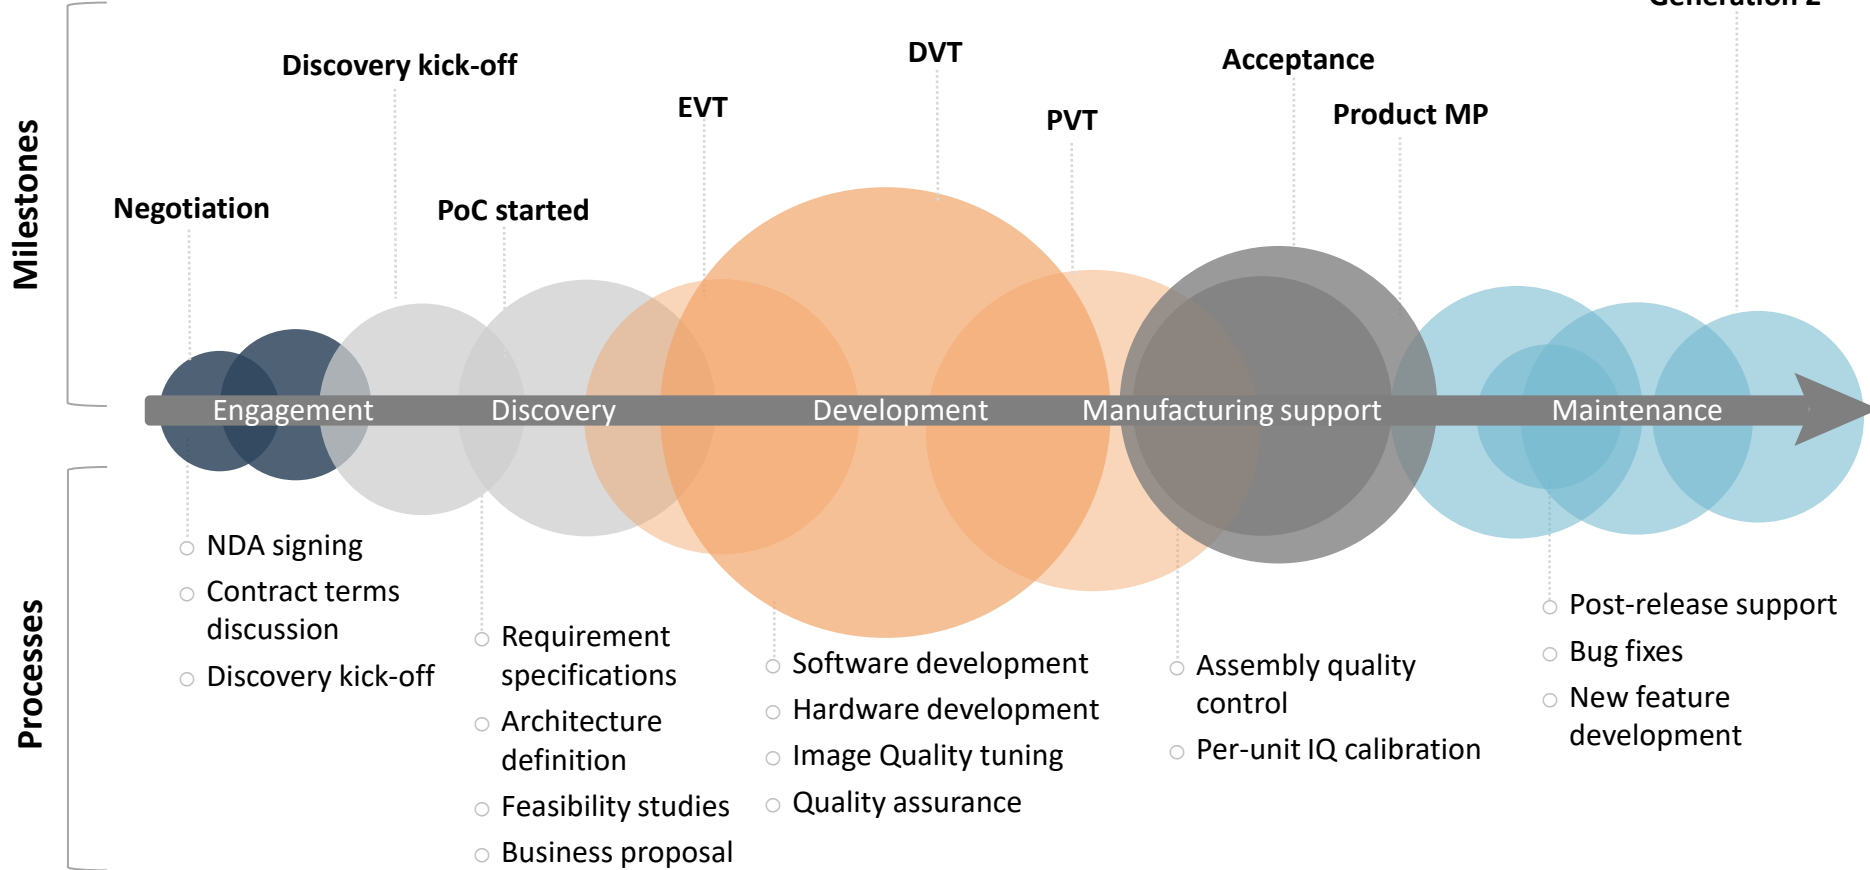 Generation 2
DVT
Acceptance
Discovery kick-off
EVT
Product MP
PVT
Milestones
Negotiation
PoC started
Engagement
Discovery
Development
Manufacturing support
Maintenance
Processes
NDA signing
Contract terms
discussion
Discovery kick-off
Requirement
specifications
Architecture
definition
Feasibility studies
Business proposal
Software development
Hardware development
Image Quality tuning
Quality assurance
Assembly quality
control
Per-unit IQ calibration
Post-release support
Bug fixes
New feature
development